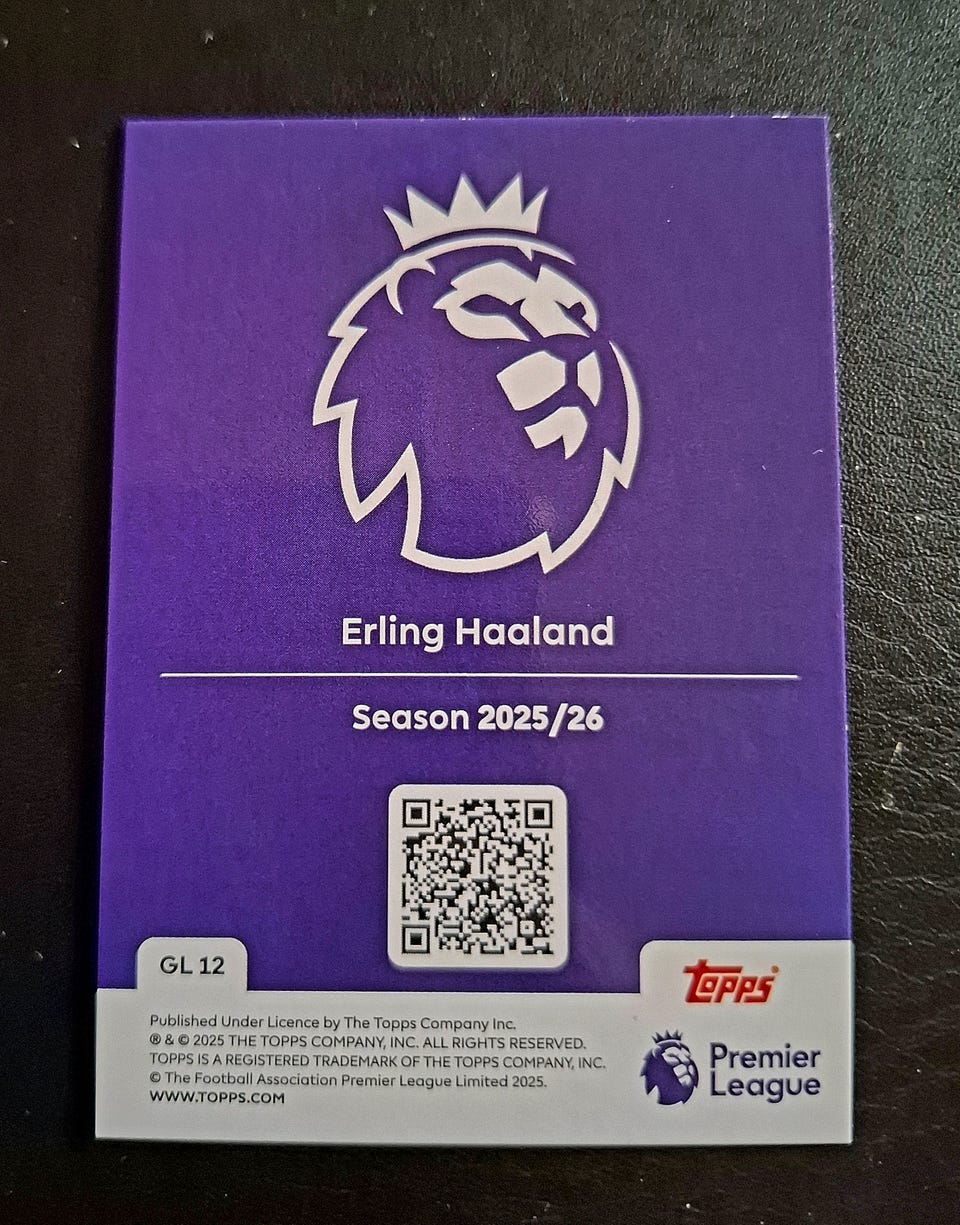 Erling Haaland
Season 2025/26
GL 12
Topps
Published Under Licence by The Topps Company Inc.
® & © 2025 THE TOPPS COMPANY, INC. ALL RIGHTS RESERVED.
TOPPS IS A REGISTERED TRADEMARK OF THE TOPPS COMPANY, INC.
© The Football Association Premier League Limited 2025.
WWW.TOPPS.COM
Premier
League